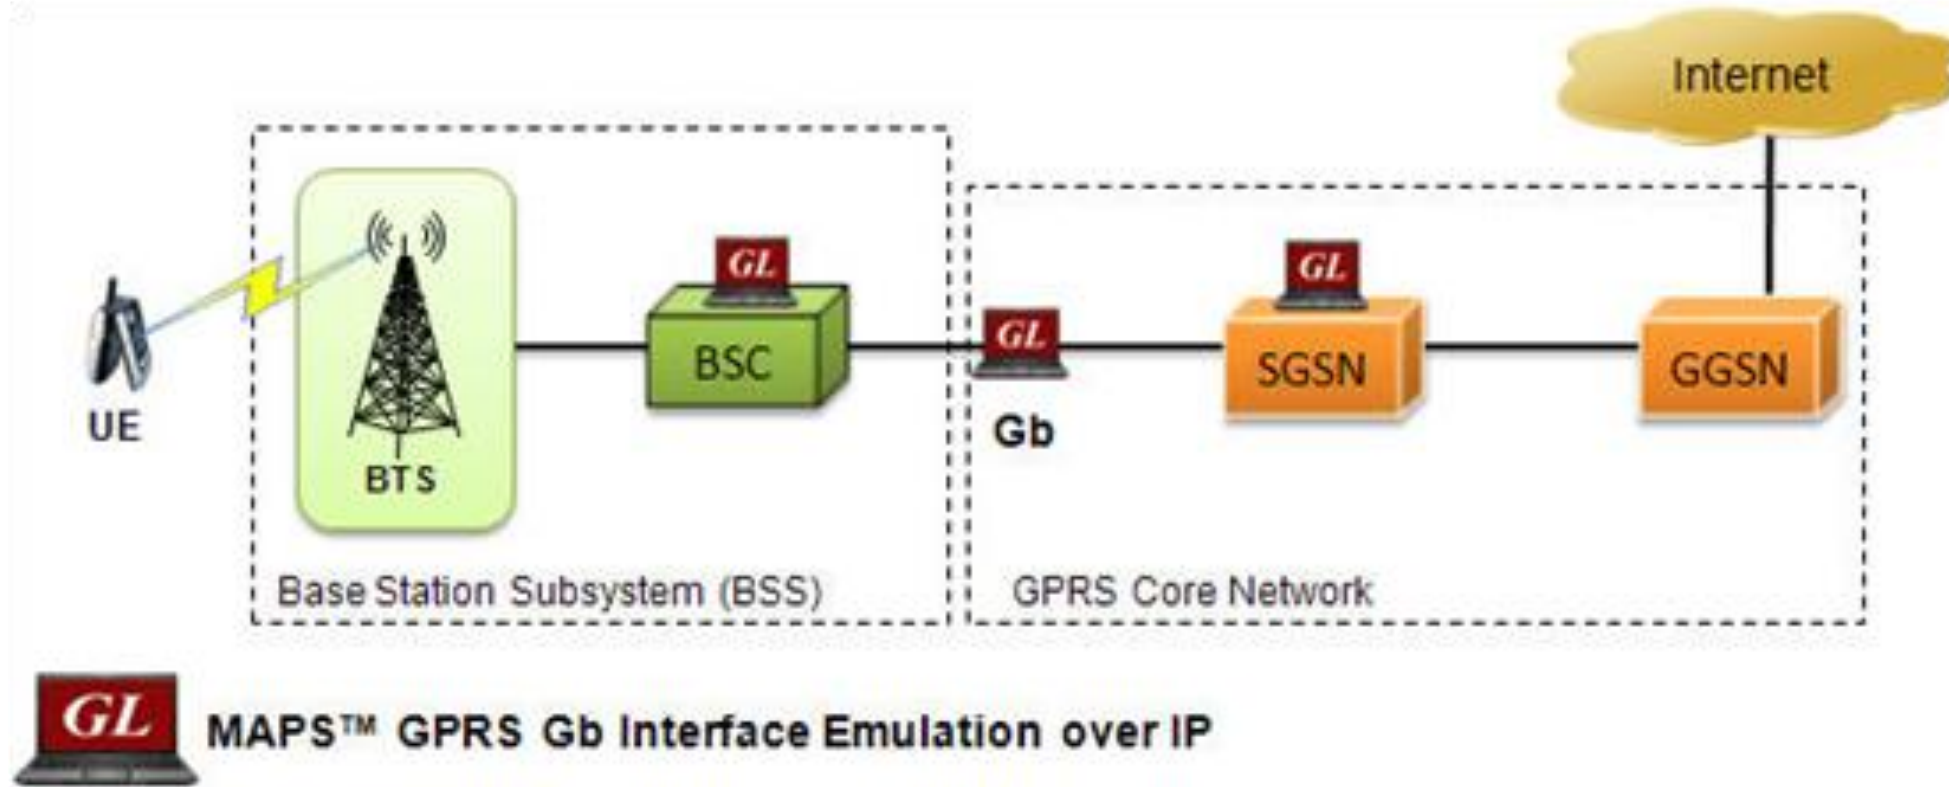 Internet
GL
GL
GL
BSC
SGSN
GGSN
UE
Gb
BTS
Base Station Subsystem (BSS)
GPRS Core Network
GL
MAPS™ GPRS Gb Interface Emulation over IP